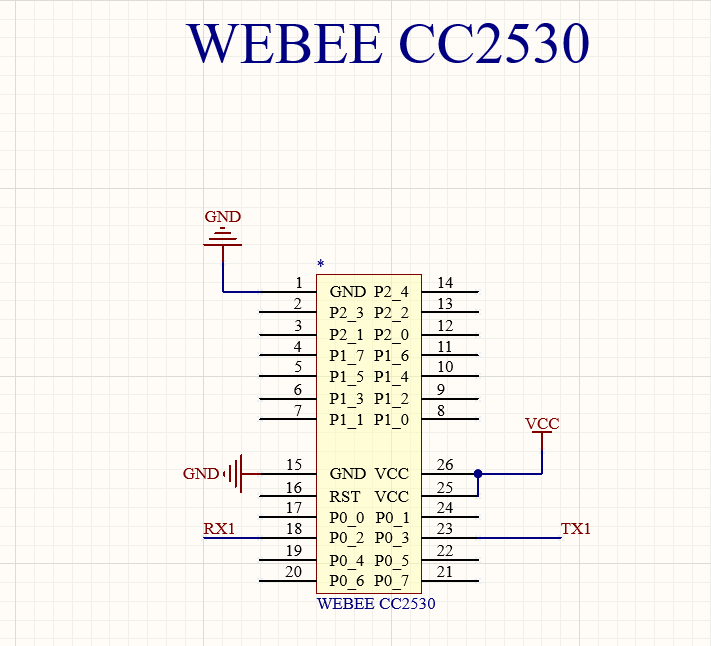 WEBEE CC2530
GND
*
1 GND P2_4 14
2 P2_3 P2_2 13
3 P2_1 P2_0 12
4 P1_7 P1_6 11
5 P1_5 P1_4 10
6 P1_3 P1_2 9
7 P1_1 P1_0 8
VCC
GND 15 GND VCC 26
16 RST VCC 25
17 P0_0 P0_1 24
RX1 18 P0_2 P0_3 23 TX1
19 P0_4 P0_5 22
20 P0_6 P0_7 21
WEBEE CC2530